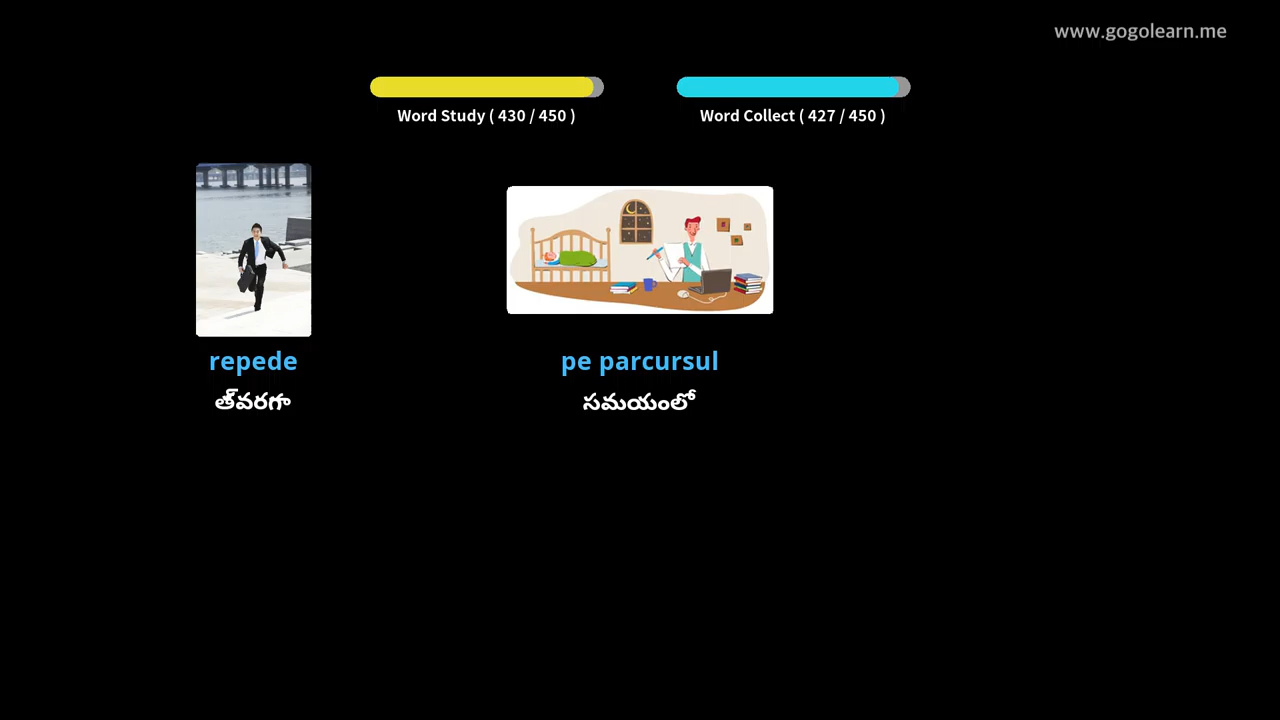 www.gogolearn.me
Word Study ( 430 / 450 )
Word Collect ( 427 / 450 )
repede
pe parcursul
త్వరగా
సమయంలో